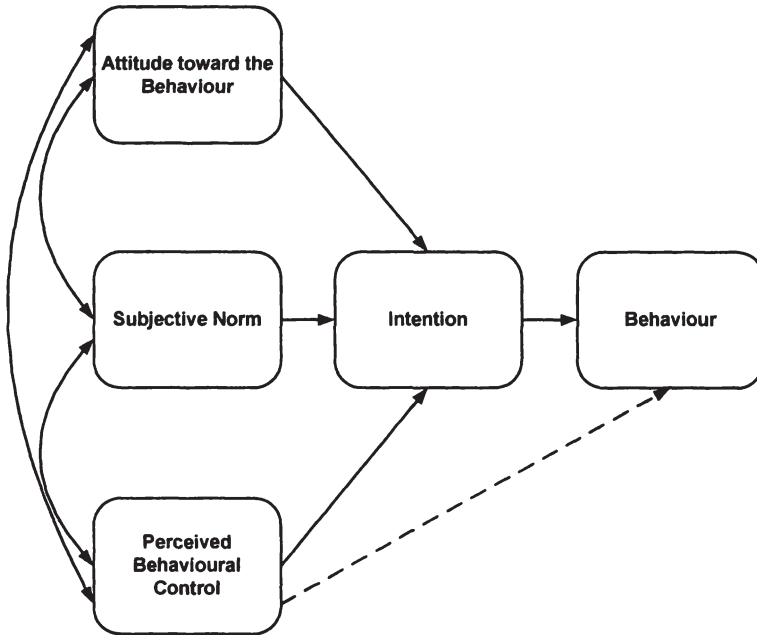 Attitude toward the
Behaviour
Subjective Norm
Intention
Behaviour
Perceived
Behavioural
Control